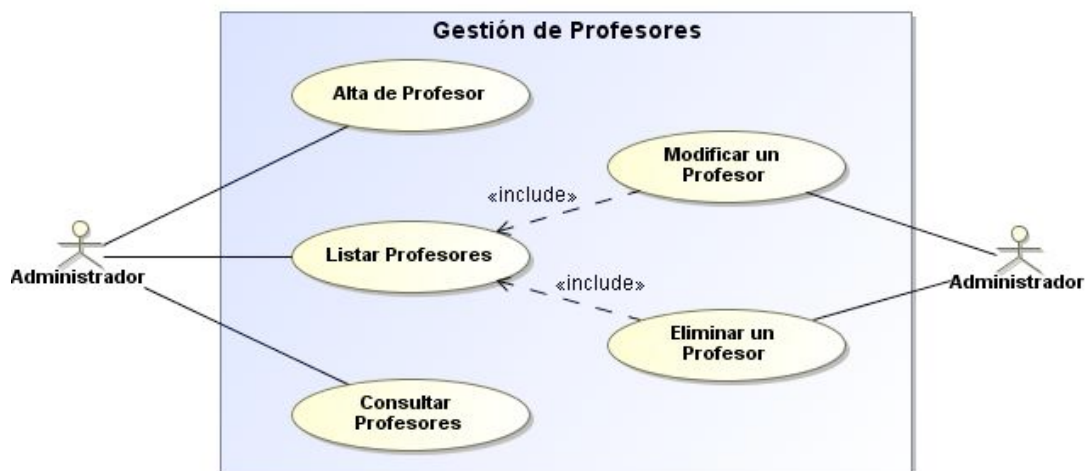 Gestión de Profesores
Alta de Profesor
Modificar un
Profesor
«include»
Listar Profesores
Administrador
«include»
Administrador
Eliminar un
Profesor
Consultar
Profesores